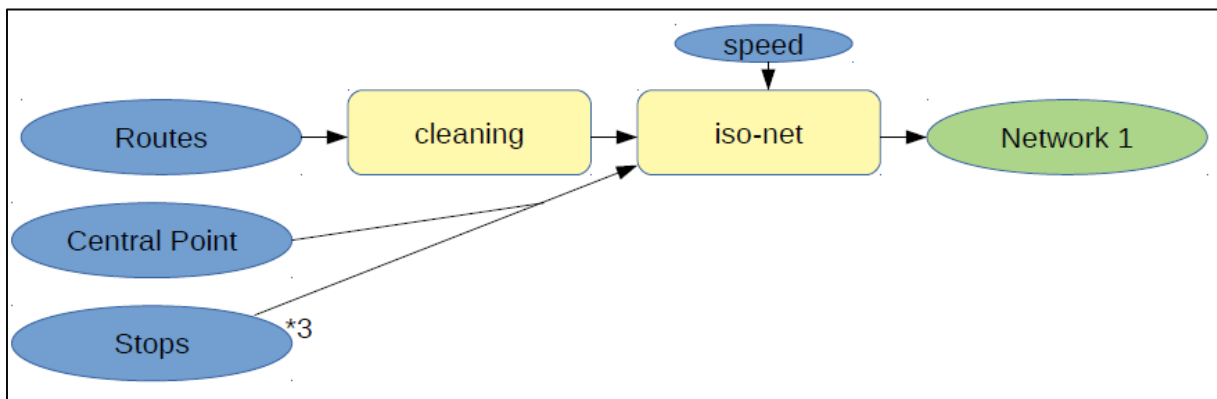 speed
Routes
cleaning
iso-net
Network 1
Central Point
Stops
*3